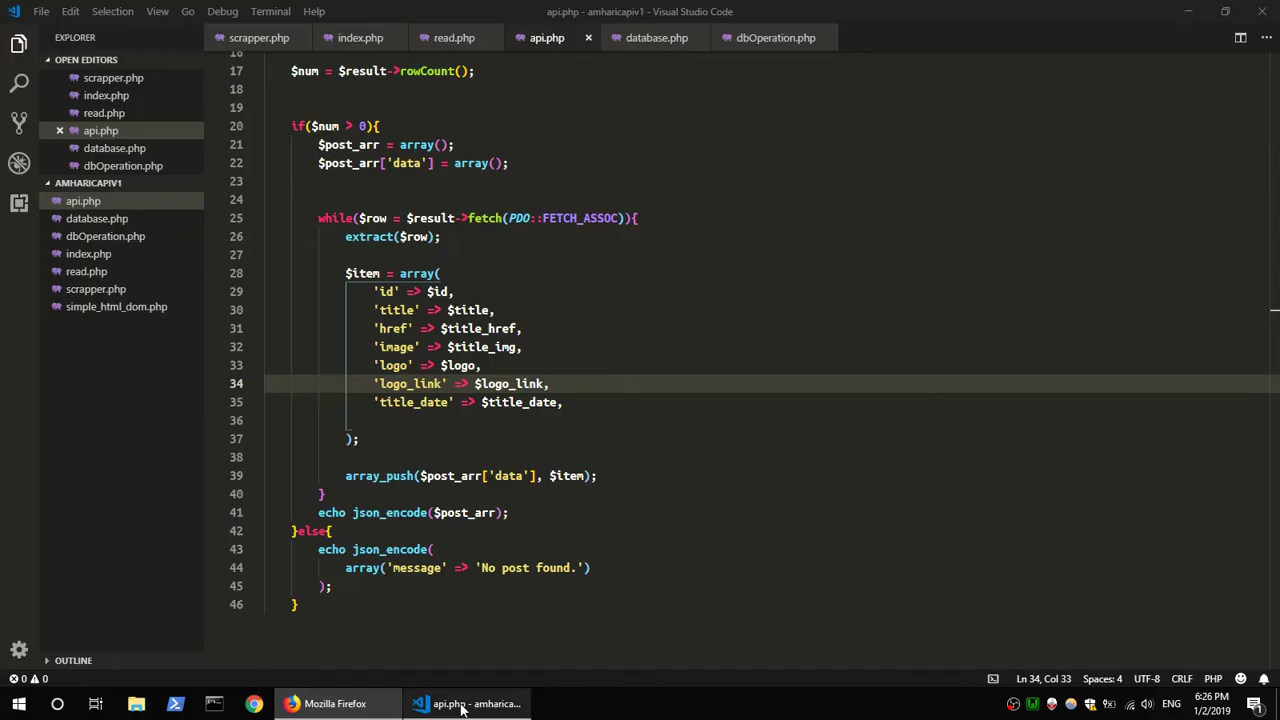 File Edit Selection View Go Debug Terminal Help
api.php - amharicapiv1 - Visual Studio Code
EXPLORER
scrapper.php
index.php
read.php
api.php
database.php
dbOperation.php
OPEN EDITORS
scrapper.php
index.php
read.php
api.php
database.php
dbOperation.php
AMHARICAPIV1
api.php
database.php
dbOperation.php
index.php
read.php
scrapper.php
simple_html_dom.php
OUTLINE
16
17 $num = $result->rowCount();
18
19
20 if($num > 0){
21 $post_arr = array();
22 $post_arr['data'] = array();
23
24
25 while($row = $result->fetch(PDO::FETCH_ASSOC)){
26 extract($row);
27
28 $item = array(
29 'id' => $id,
30 'title' => $title,
31 'href' => $title_href,
32 'image' => $title_img,
33 'logo' => $logo,
34 'logo_link' => $logo_link,
35 'title_date' => $title_date,
36
37 );
38
39 array_push($post_arr['data'], $item);
40 }
41 echo json_encode($post_arr);
42 }else{
43 echo json_encode(
44 array('message' => 'No post found.')
45 );
46 }
0 0
Ln 34, Col 33 Spaces: 4 UTF-8 CRLF PHP
Mozilla Firefox
api.php - amharica...
ENG
6:26 PM
1/2/2019
1